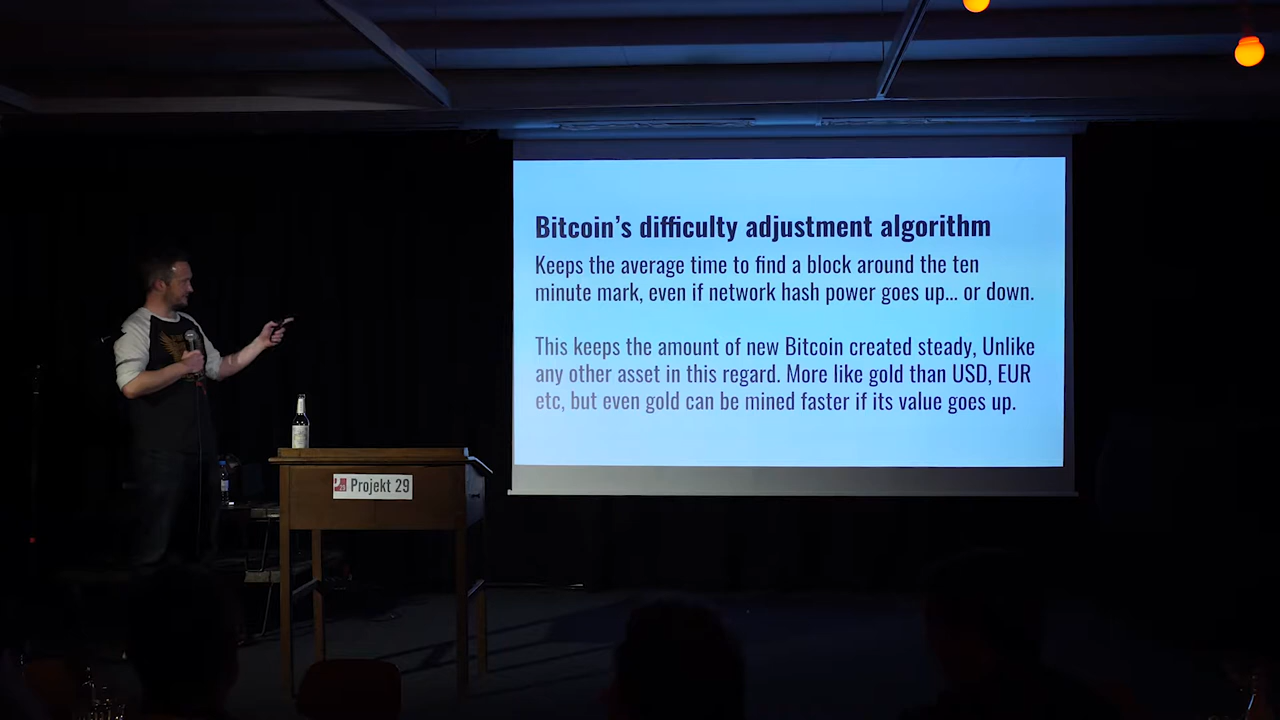 Bitcoin’s difficulty adjustment algorithm
Keeps the average time to find a block around the ten
minute mark, even if network hash power goes up... or down.
This keeps the amount of new Bitcoin created steady, Unlike
any other asset in this regard. More like gold than USD, EUR
etc, but even gold can be mined faster if its value goes up.
Projekt 29